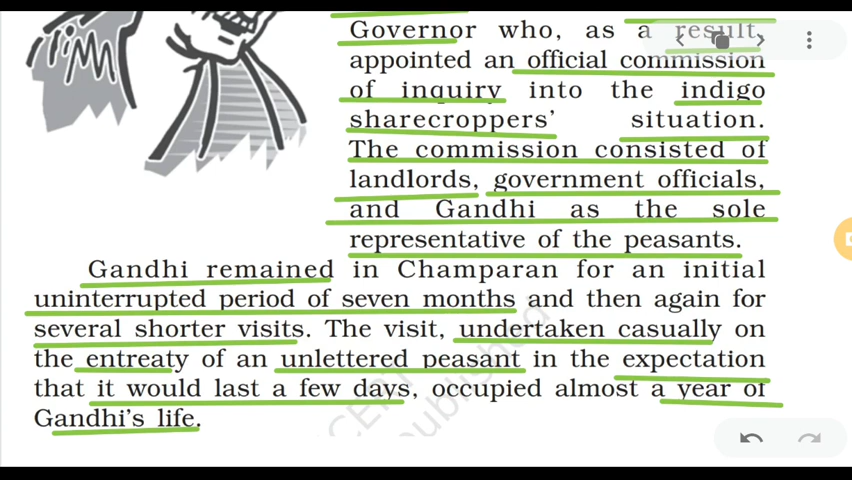 Governor who, as a result,
appointed an official commission
of inquiry into the indigo
sharecroppers' situation.
The commission consisted of
landlords, government officials,
and Gandhi as the sole
representative of the peasants.
Gandhi remained in Champaran for an initial
uninterrupted period of seven months and then again for
several shorter visits. The visit, undertaken casually on
the entreaty of an unlettered peasant in the expectation
that it would last a few days, occupied almost a year of
Gandhi's life.